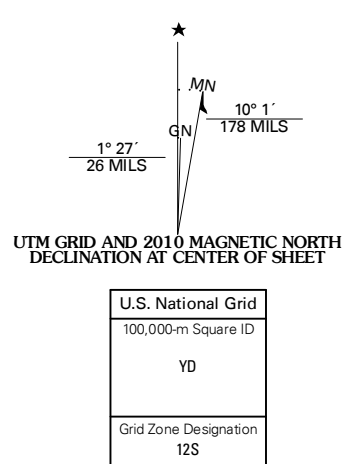 ★
MN
10° 1´
178 MILS
GN
1° 27´
26 MILS
UTM GRID AND 2010 MAGNETIC NORTH
DECLINATION AT CENTER OF SHEET
U.S. National Grid
100,000-m Square ID
YD
Grid Zone Designation
12S